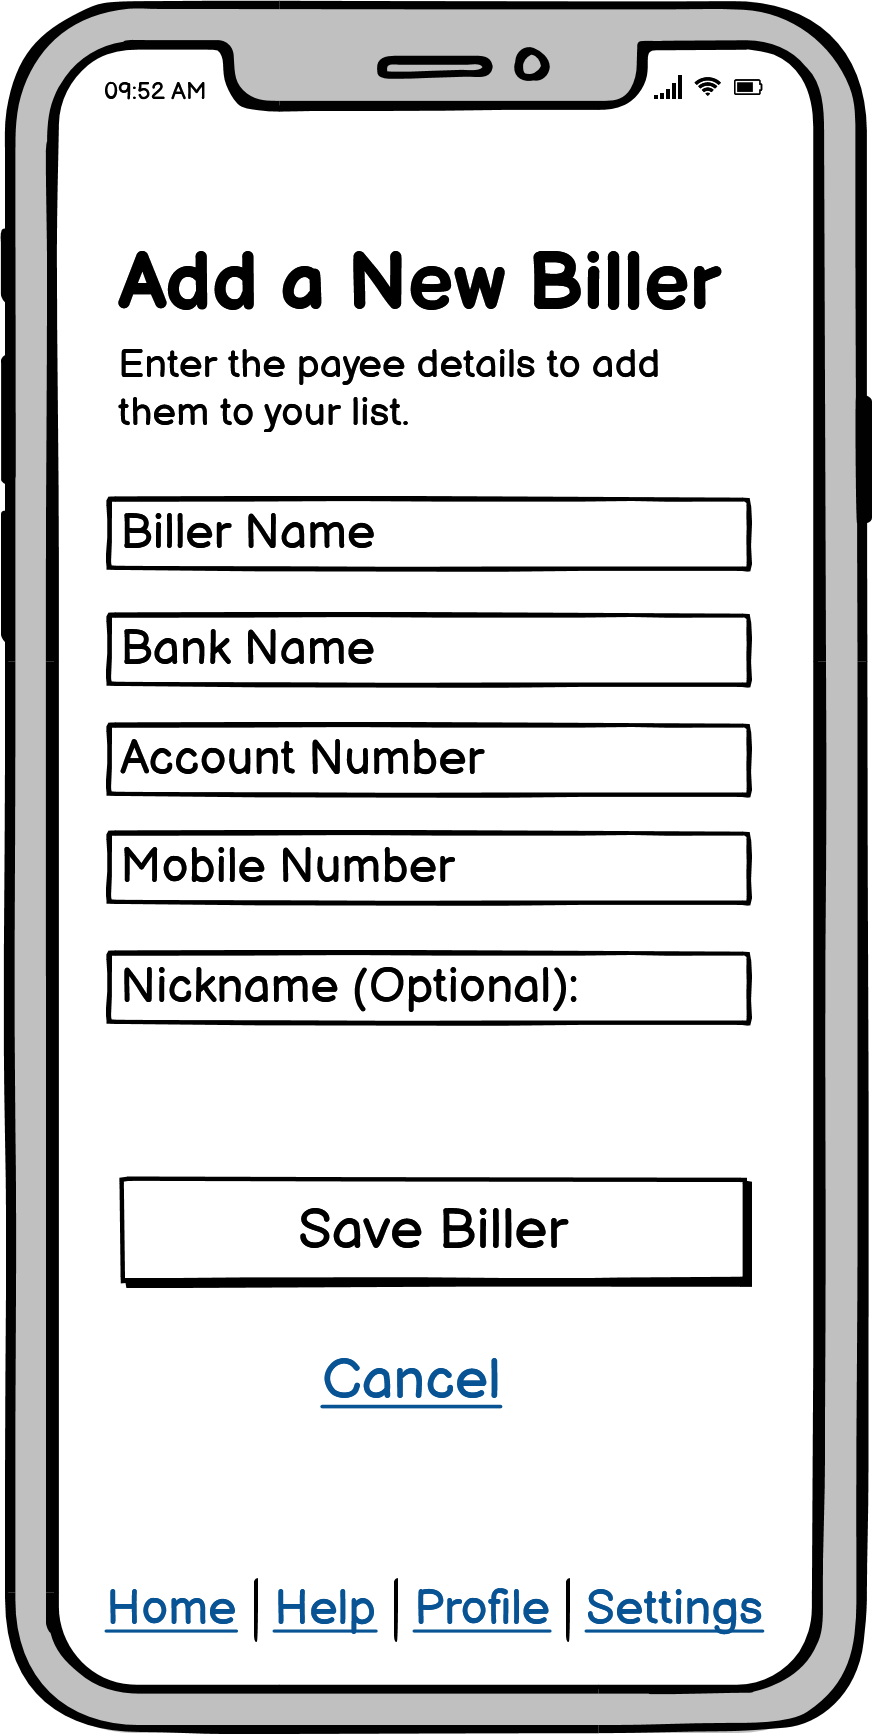 09:52 AM
Add a New Biller
Enter the payee details to add
them to your list.
Biller Name
Bank Name
Account Number
Mobile Number
Nickname (Optional):
Save Biller
Cancel
Home | Help | Profile | Settings